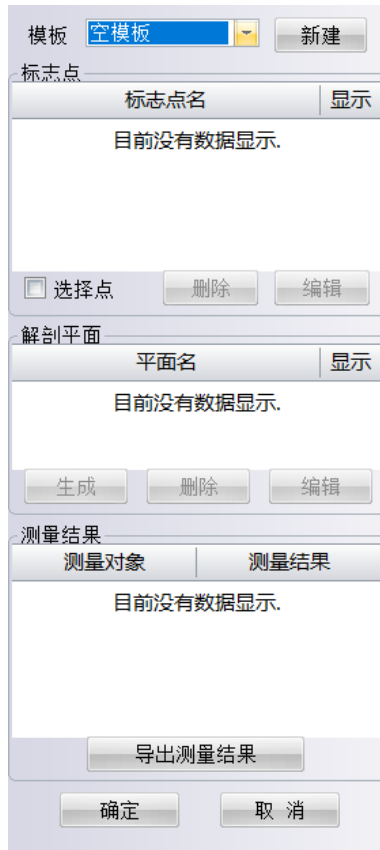 模板 空模板 新建
标志点
标志点名 显示
目前没有数据显示.
选择点 删除 编辑
解剖平面
平面名 显示
目前没有数据显示.
生成 删除 编辑
测量结果
测量对象 测量结果
目前没有数据显示.
导出测量结果
确定 取 消